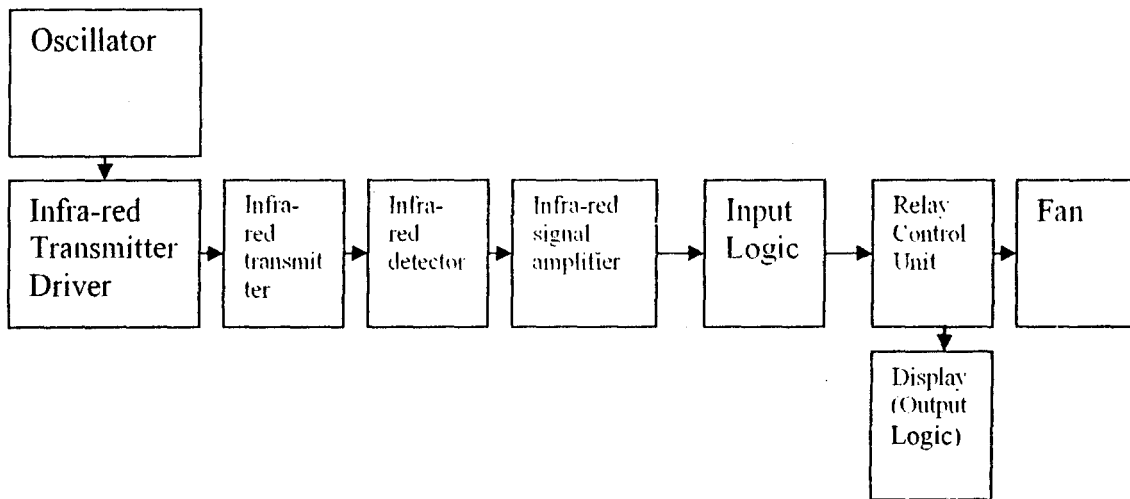 Oscillator
Infra-red
Transmitter
Driver
Infra-
red
transmit
ter
Infra-
red
detector
Infra-red
signal
amplifier
Input
Logic
Relay
Control
Unit
Fan
Display
(Output
Logic)